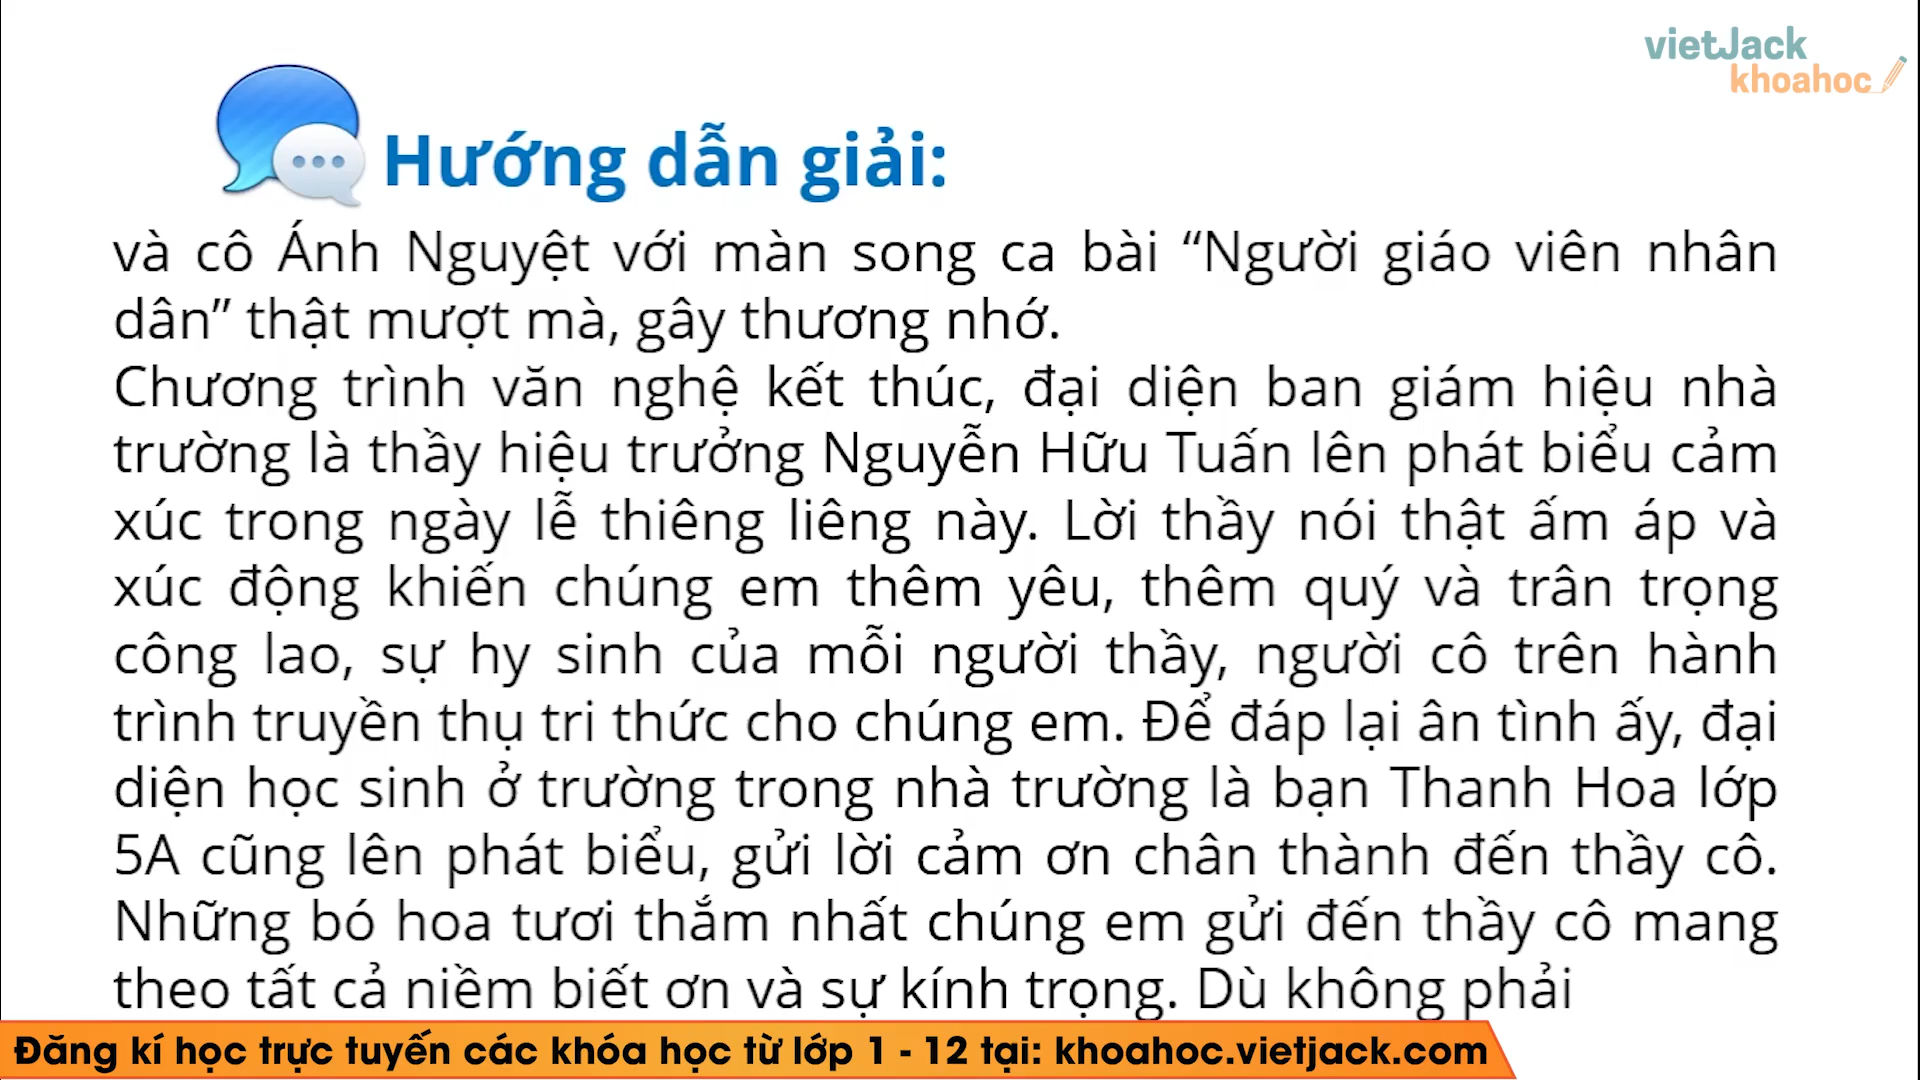 vietJack
khoahoc
Hướng dẫn giải:
và cô Ánh Nguyệt với màn song ca bài “Người giáo viên nhân
dân” thật mượt mà, gây thương nhớ.
Chương trình văn nghệ kết thúc, đại diện ban giám hiệu nhà
trường là thầy hiệu trưởng Nguyễn Hữu Tuấn lên phát biểu cảm
xúc trong ngày lễ thiêng liêng này. Lời thầy nói thật ấm áp và
xúc động khiến chúng em thêm yêu, thêm quý và trân trọng
công lao, sự hy sinh của mỗi người thầy, người cô trên hành
trình truyền thụ tri thức cho chúng em. Để đáp lại ân tình ấy, đại
diện học sinh ở trường trong nhà trường là bạn Thanh Hoa lớp
5A cũng lên phát biểu, gửi lời cảm ơn chân thành đến thầy cô.
Những bó hoa tươi thắm nhất chúng em gửi đến thầy cô mang
theo tất cả niềm biết ơn và sự kính trọng. Dù không phải
Đăng kí học trực tuyến các khóa học từ lớp 1 - 12 tại: khoahoc.vietjack.com